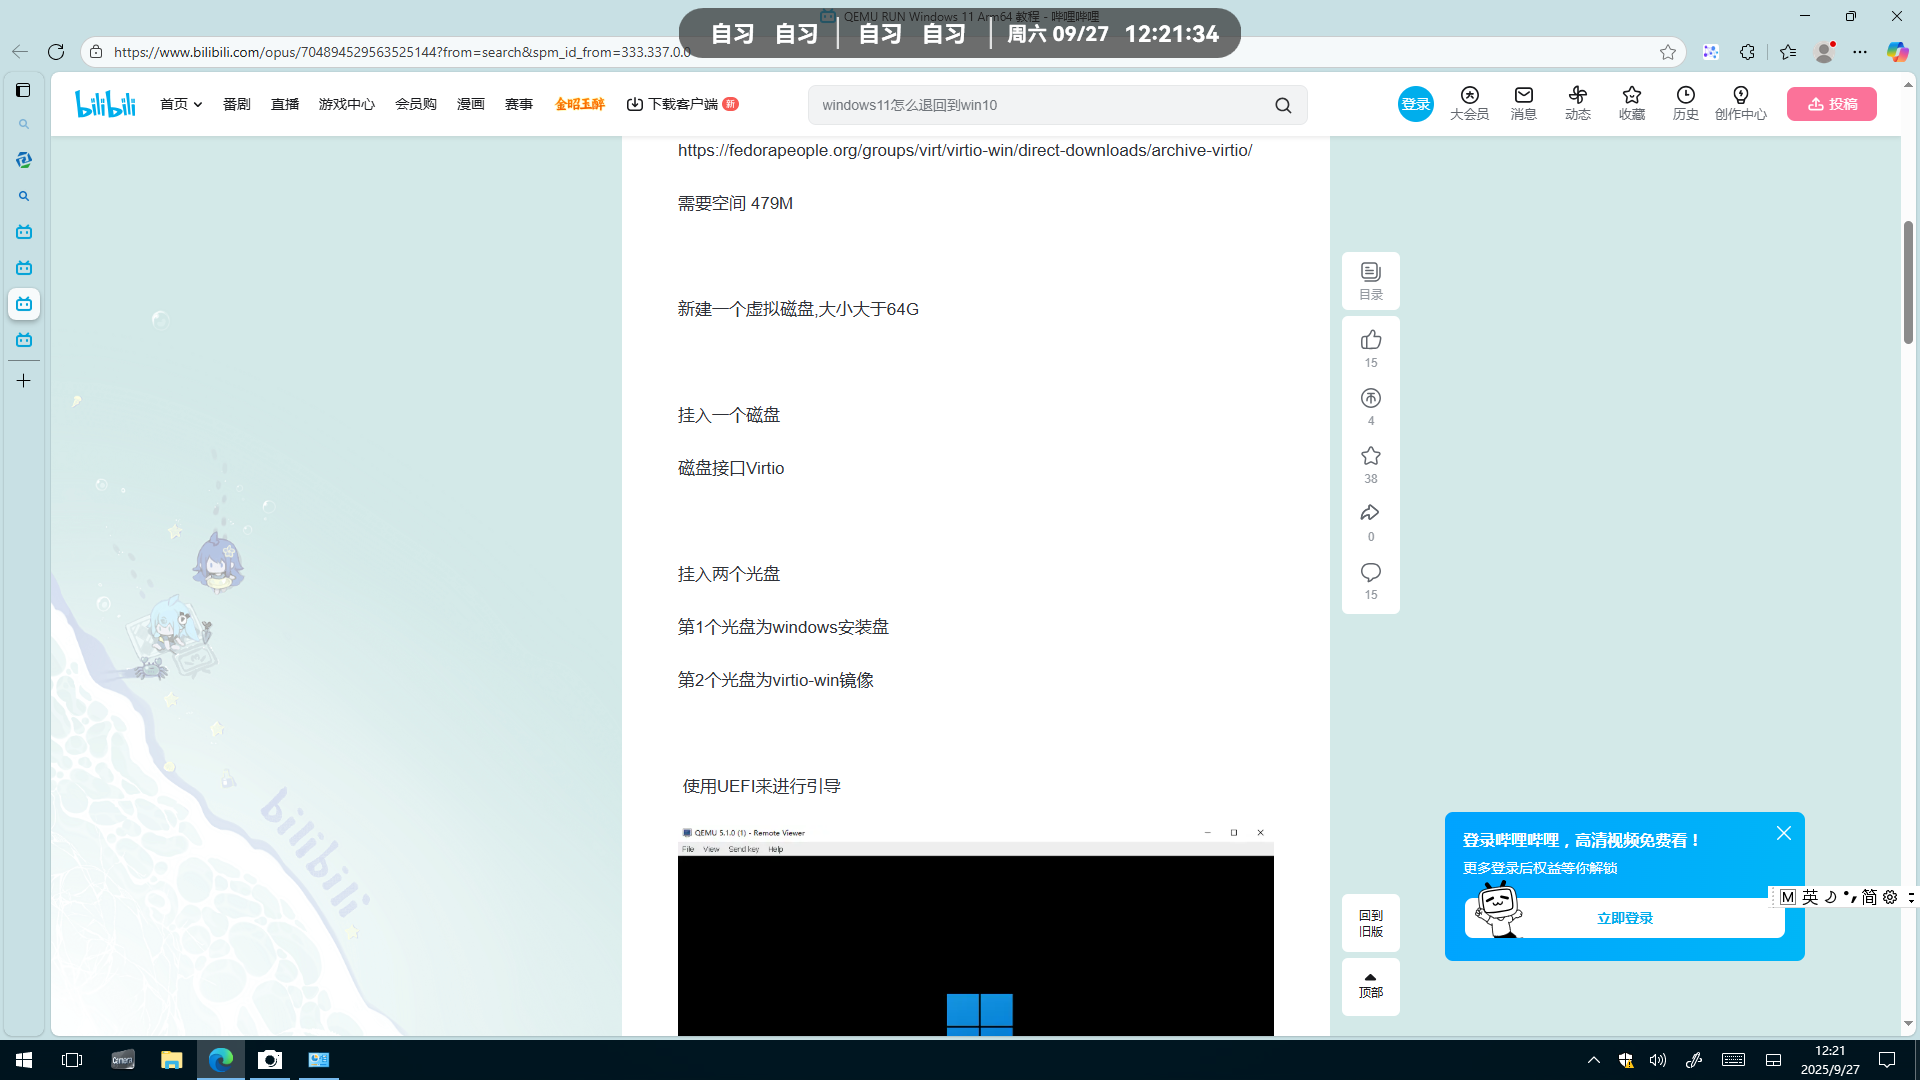 QEMU RUN Windows 11 Arm64 教程 - 哔哩哔哩
自习 自习 自习 自习 周六 09/27 12:21:34
https://www.bilibili.com/opus/704894529563525144?from=search&spm_id_from=333.337.0.0
bilibili
首页 番剧 直播 游戏中心 会员购 漫画 赛事 金昭玉醉 下载客户端 新
windows11怎么退回到win10
登录 大会员 消息 动态 收藏 历史 创作中心 投稿
https://fedorapeople.org/groups/virt/virtio-win/direct-downloads/archive-virtio/
需要空间 479M
新建一个虚拟磁盘,大小大于64G
挂入一个磁盘
磁盘接口Virtio
挂入两个光盘
第1个光盘为windows安装盘
第2个光盘为virtio-win镜像
使用UEFI来进行引导
QEMU 5.1.0 (1) - Remote Viewer
File View Send key Help
目录
15
4
38
0
15
回到
旧版
顶部
bilibili
登录哔哩哔哩，高清视频免费看！
更多登录后权益等你解锁
立即登录
M 英 简
Camera
12:21
2025/9/27